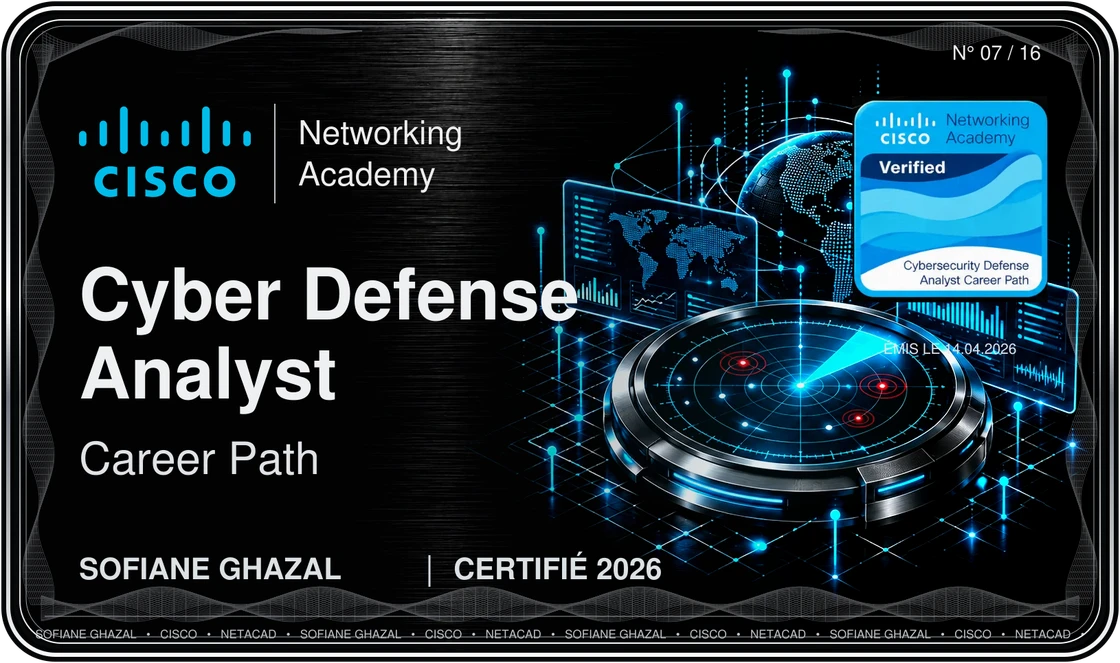 N° 07 / 16
CISCO
Networking
Academy
CISCO
Networking
Academy
Verified
Cybersecurity Defense
Analyst Career Path
Cyber Defense
Analyst
ÉMIS LE 14.04.2026
Career Path
SOFIANE GHAZAL | CERTIFIÉ 2026
SOFIANE GHAZAL • CISCO • NETACAD • SOFIANE GHAZAL • CISCO • NETACAD • SOFIANE GHAZAL • CISCO • NETACAD • SOFIANE GHAZAL • CISCO • NETACAD •